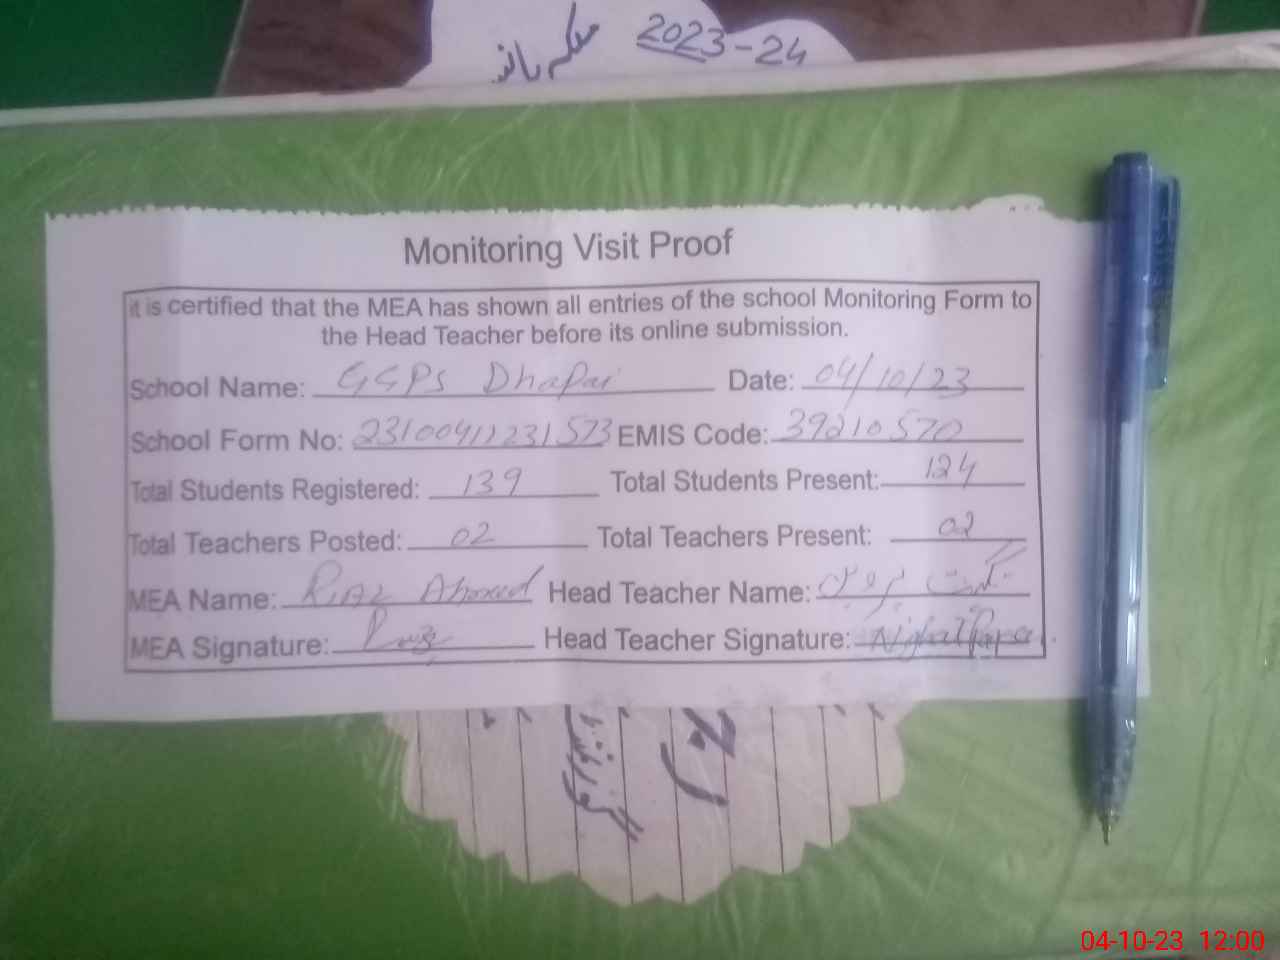 2023-24
Monitoring Visit Proof
it is certified that the MEA has shown all entries of the school Monitoring Form to
the Head Teacher before its online submission.
School Name: GGPS Dhapai Date: 04/10/23
School Form No: 23100411231573 EMIS Code: 39210570
Total Students Registered: 139 Total Students Present: 124
Total Teachers Posted: 02 Total Teachers Present: 02
MEA Name: Riaz Ahmad Head Teacher Name: نگہت پروین
MEA Signature: Head Teacher Signature:
04-10-23 12:00